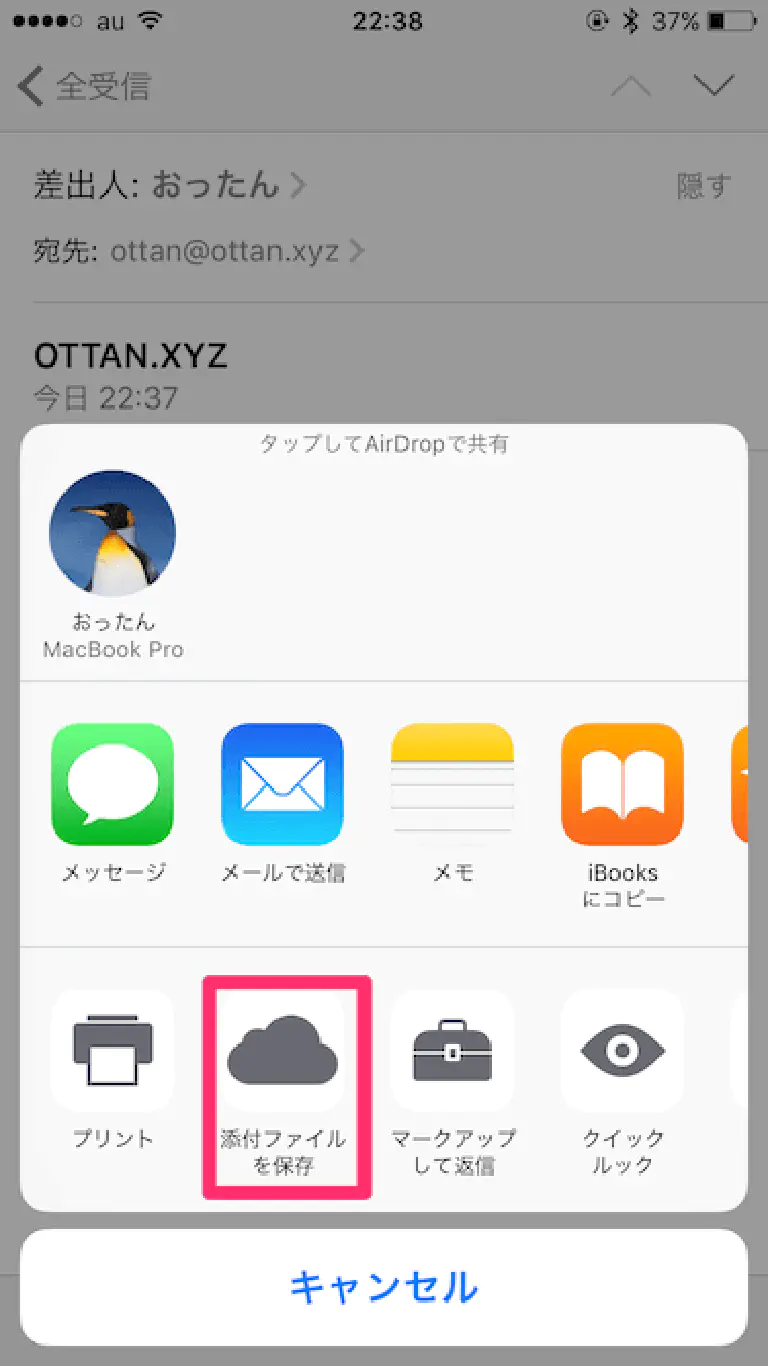 au 22:38 37%
全受信
差出人: おったん 隠す
宛先: ottan@ottan.xyz
OTTAN.XYZ
今日 22:37
タップしてAirDropで共有
おったん
MacBook Pro
メッセージ
メールで送信
メモ
iBooks
にコピー
プリント
添付ファイル
を保存
マークアップ
して返信
クイック
ルック
キャンセル